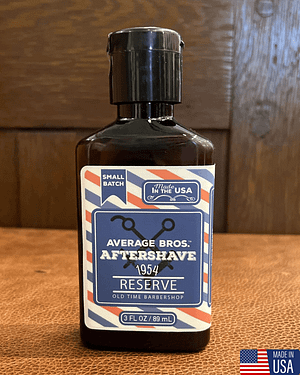 SMALL
BATCH
Made
IN THE USA
AVERAGE BROS.™
AFTERSHAVE
1954
RESERVE
OLD TIME BARBERSHOP
3 FL OZ / 89 mL
MADE IN
USA